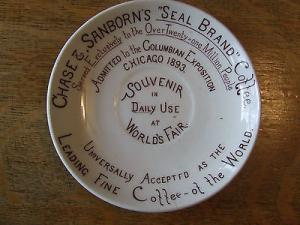 CHASE & SANBORN'S "SEAL BRAND" Coffee
Served Exclusively to the Over Twenty-one Million People
ADMITTED TO THE COLUMBIAN EXPOSITION
CHICAGO 1893.
SOUVENIR
IN
DAILY USE
AT
WORLD'S FAIR.
UNIVERSALLY ACCEPTED AS THE
LEADING FINE Coffee of the WORLD.